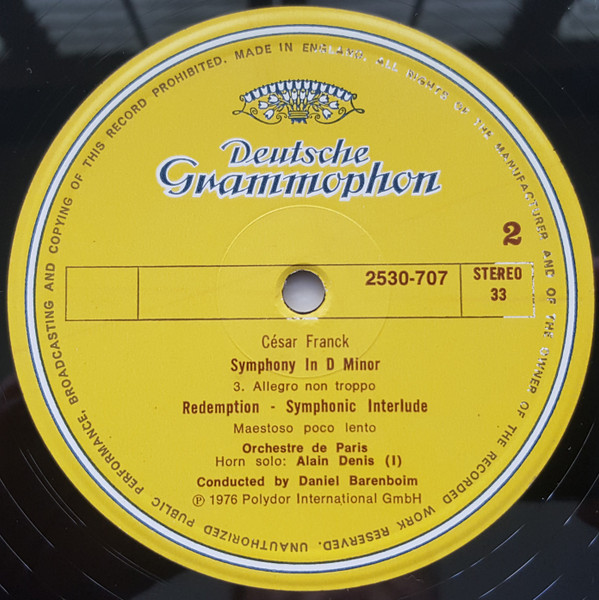 PERFORMANCE, BROADCASTING AND COPYING OF THIS RECORD PROHIBITED. MADE IN ENGLAND. ALL RIGHTS OF THE MANUFACTURER AND OF THE OWNER OF THE RECORDED WORK RESERVED. UNAUTHORIZED PUBLIC
Deutsche
Grammophon
2
2530-707
STEREO
33
César Franck
Symphony In D Minor
3. Allegro non troppo
Redemption - Symphonic Interlude
Maestoso poco lento
Orchestre de Paris
Horn solo: Alain Denis (I)
Conducted by Daniel Barenboim
Ⓟ 1976 Polydor International GmbH